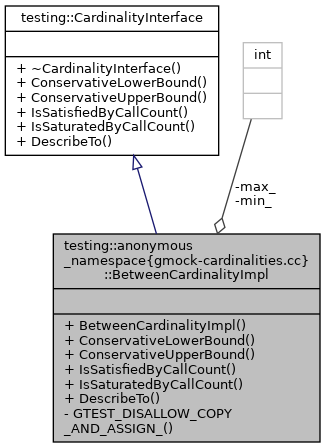 testing::CardinalityInterface
+ ~CardinalityInterface()
+ ConservativeLowerBound()
+ ConservativeUpperBound()
+ IsSatisfiedByCallCount()
+ IsSaturatedByCallCount()
+ DescribeTo()
int
-max_
-min_
testing::anonymous
_namespace{gmock-cardinalities.cc}
::BetweenCardinalityImpl
+ BetweenCardinalityImpl()
+ ConservativeLowerBound()
+ ConservativeUpperBound()
+ IsSatisfiedByCallCount()
+ IsSaturatedByCallCount()
+ DescribeTo()
- GTEST_DISALLOW_COPY
_AND_ASSIGN_()